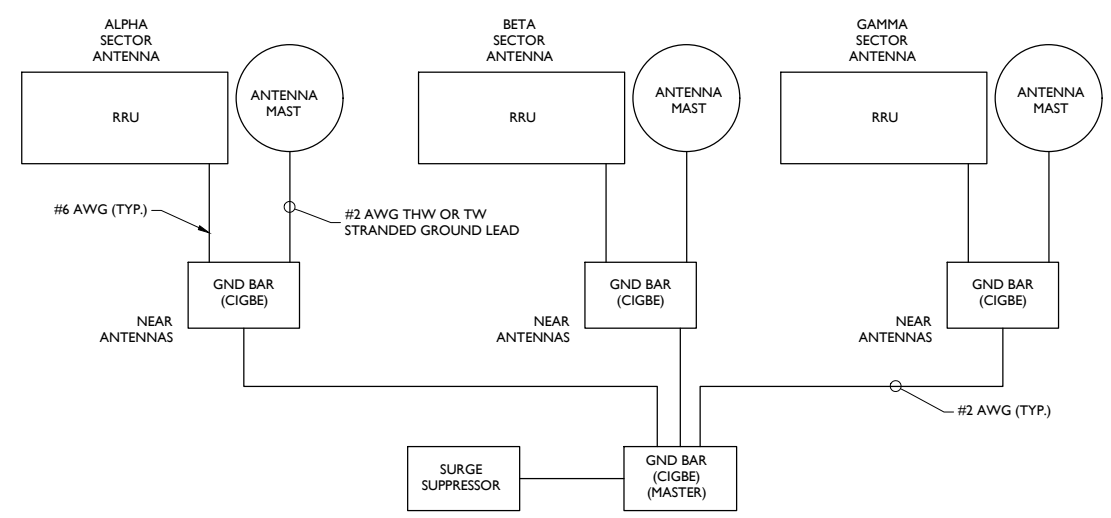 ALPHA
SECTOR
ANTENNA
BETA
SECTOR
ANTENNA
GAMMA
SECTOR
ANTENNA
RRU
ANTENNA
MAST
RRU
ANTENNA
MAST
RRU
ANTENNA
MAST
#6 AWG (TYP.)
#2 AWG THW OR TW
STRANDED GROUND LEAD
GND BAR
(CIGBE)
GND BAR
(CIGBE)
GND BAR
(CIGBE)
NEAR
ANTENNAS
NEAR
ANTENNAS
NEAR
ANTENNAS
#2 AWG (TYP.)
SURGE
SUPPRESSOR
GND BAR
(CIGBE)
(MASTER)